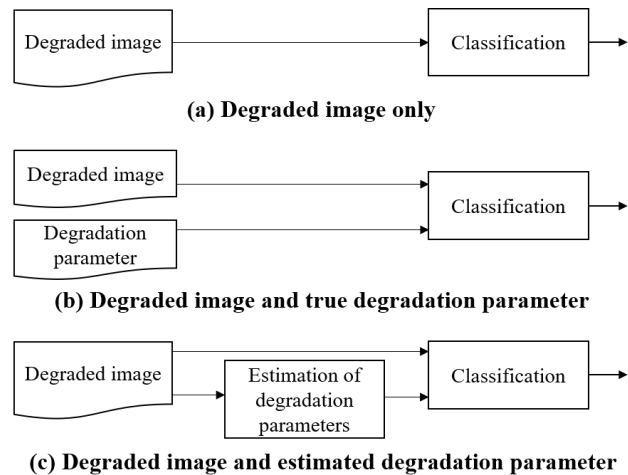 Degraded image
Classification
(a) Degraded image only
Degraded image
Classification
Degradation
parameter
(b) Degraded image and true degradation parameter
Degraded image
Estimation of
degradation
parameters
Classification
(c) Degraded image and estimated degradation parameter